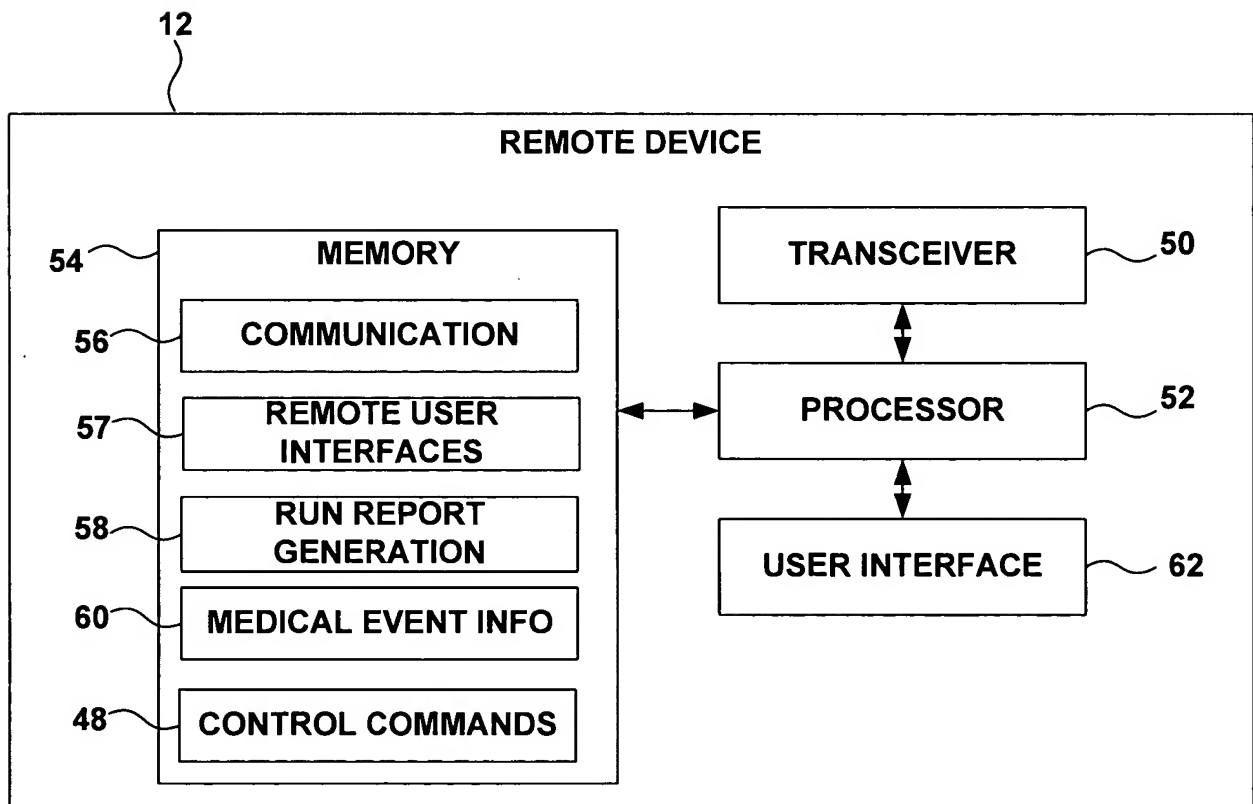 12
REMOTE DEVICE
54
MEMORY
56
COMMUNICATION
57
REMOTE USER
INTERFACES
58
RUN REPORT
GENERATION
60
MEDICAL EVENT INFO
48
CONTROL COMMANDS
TRANSCEIVER
50
PROCESSOR
52
USER INTERFACE
62